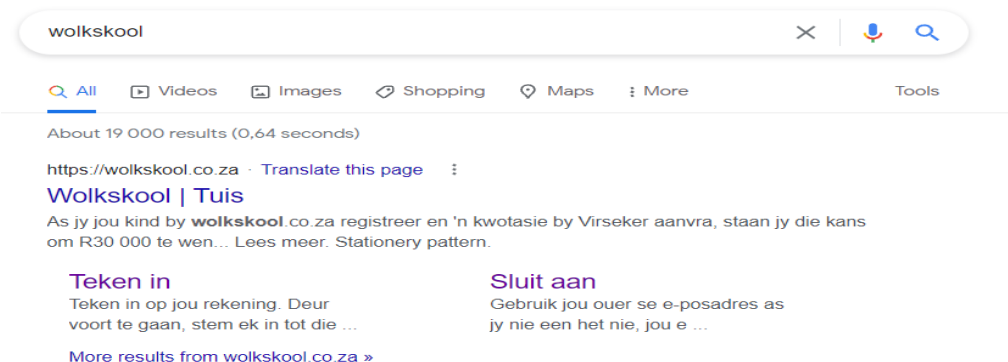 wolkskool
All Videos Images Shopping Maps More Tools
About 19 000 results (0,64 seconds)
https://wolkskool.co.za · Translate this page
Wolkskool | Tuis
As jy jou kind by wolkskool.co.za registreer en 'n kwotasie by Virseker aanvra, staan jy die kans
om R30 000 te wen... Lees meer. Stationery pattern.
Teken in
Teken in op jou rekening. Deur
voort te gaan, stem ek in tot die ...
Sluit aan
Gebruik jou ouer se e-posadres as
jy nie een het nie, jou e ...
More results from wolkskool.co.za »